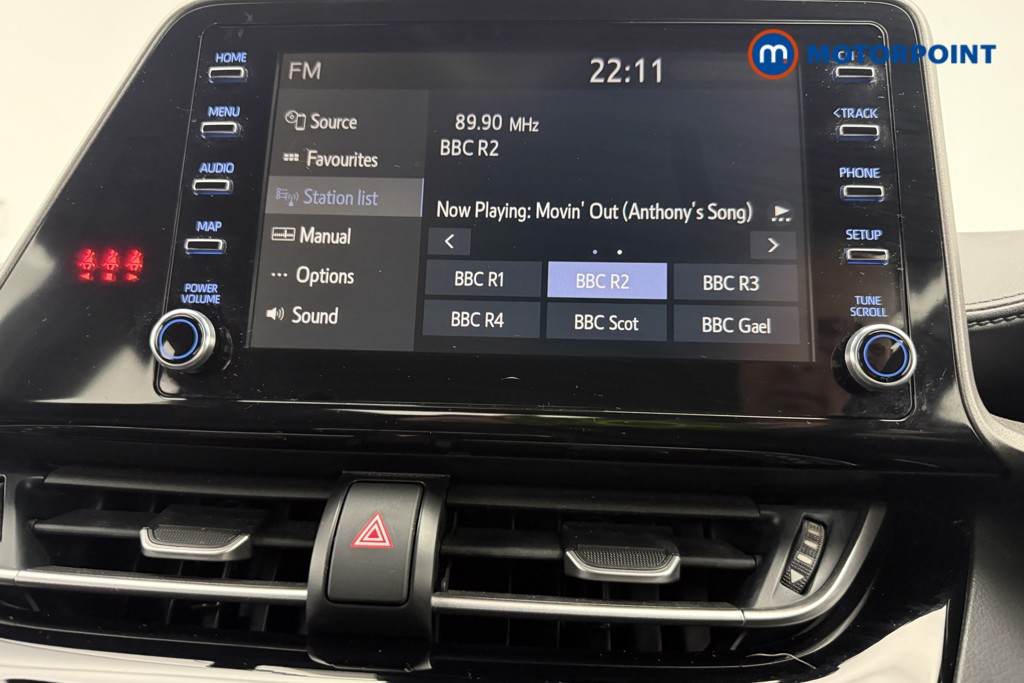 MOTORPOINT
HOME
MENU
AUDIO
MAP
POWER
VOLUME
FM
22:11
Source
Favourites
Station list
Manual
Options
Sound
89.90 MHz
BBC R2
Now Playing: Movin' Out (Anthony's Song)
BBC R1
BBC R2
BBC R3
BBC R4
BBC Scot
BBC Gael
<TRACK
PHONE
SETUP
TUNE
SCROLL